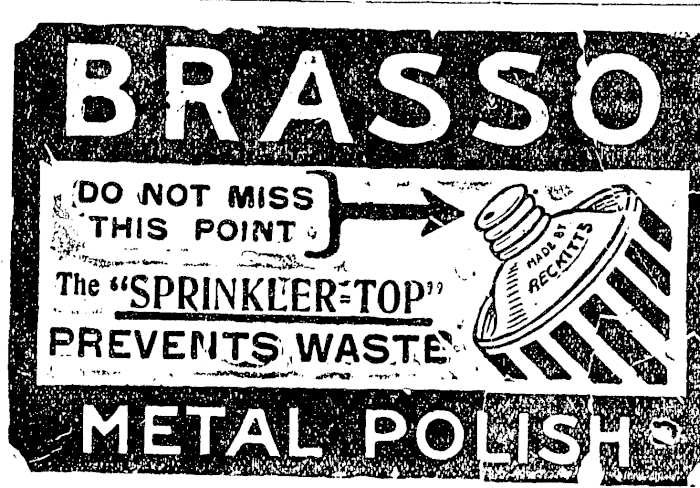 BRASSO
DO NOT MISS
THIS POINT
MADE BY
RECKITTS
The "SPRINKLER=TOP"
PREVENTS WASTE
METAL POLISH